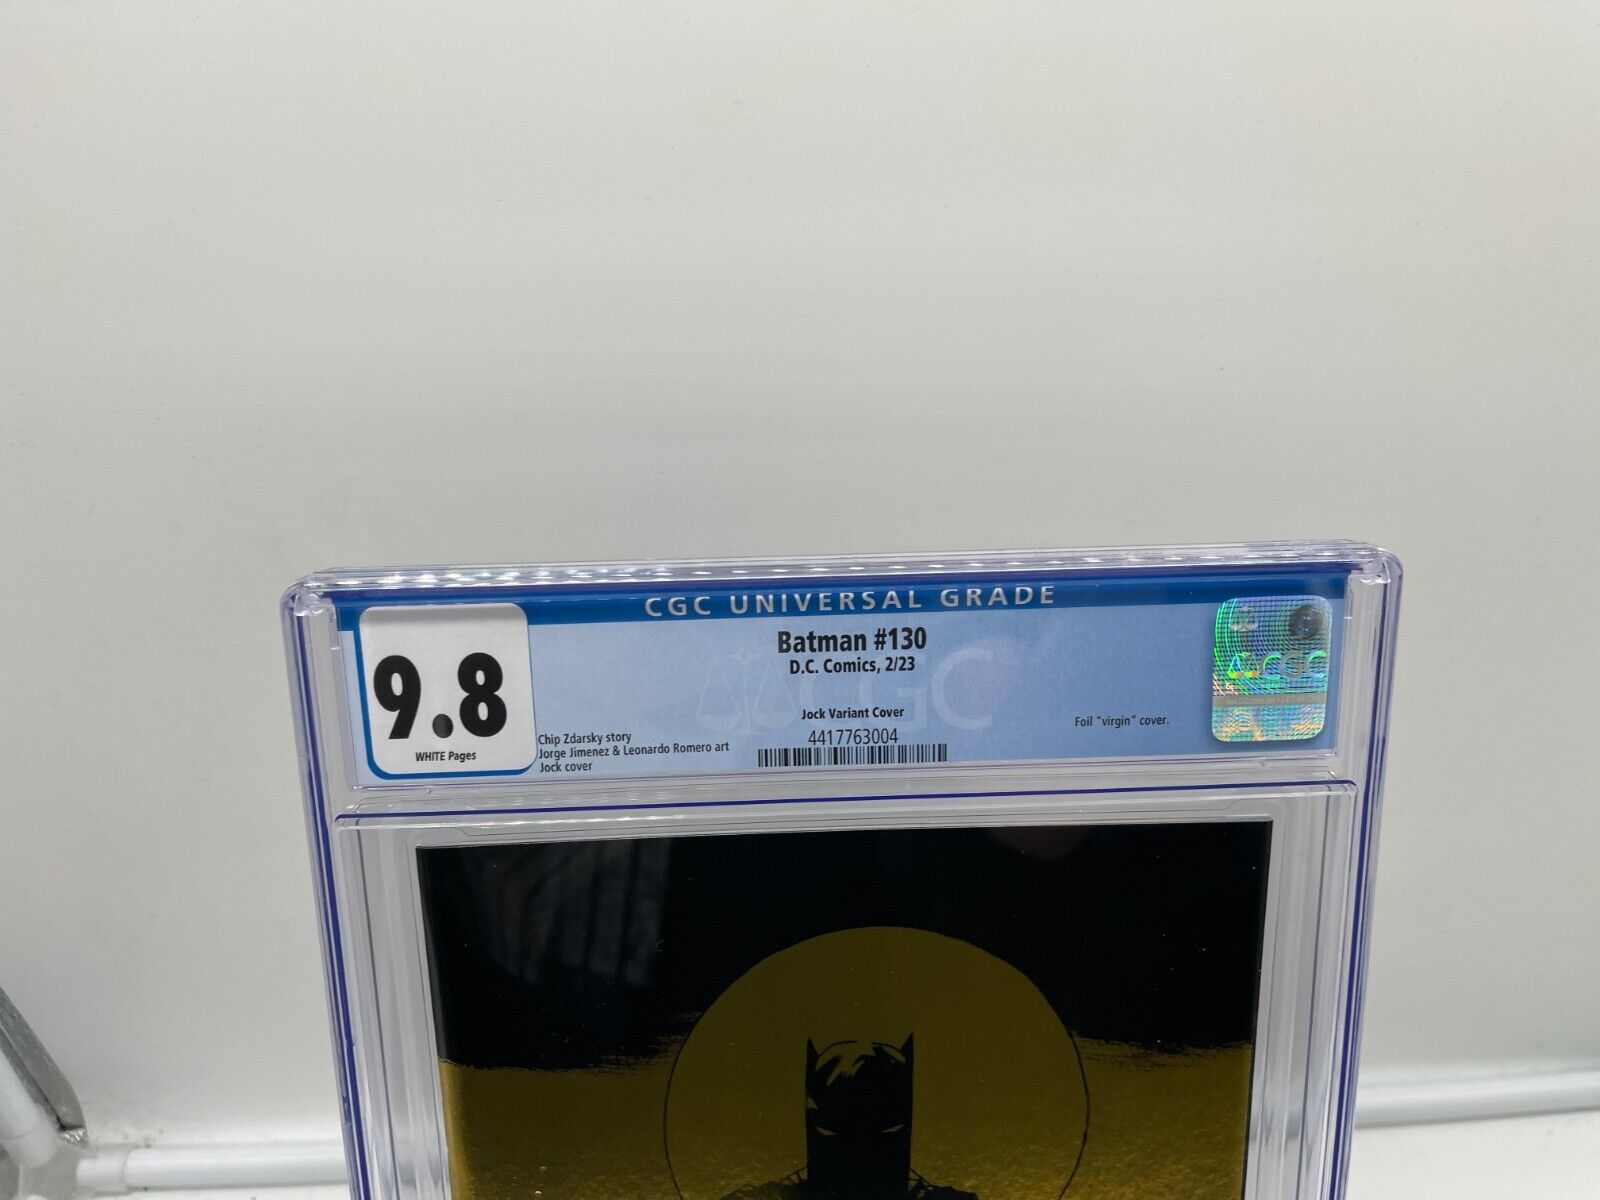 CGC UNIVERSAL GRADE
9.8
WHITE Pages
Batman #130
D.C. Comics, 2/23
CGC
Jock Variant Cover
4417763004
Chip Zdarsky story
Jorge Jimenez & Leonardo Romero art
Jock cover
Foil "virgin" cover.
CGC